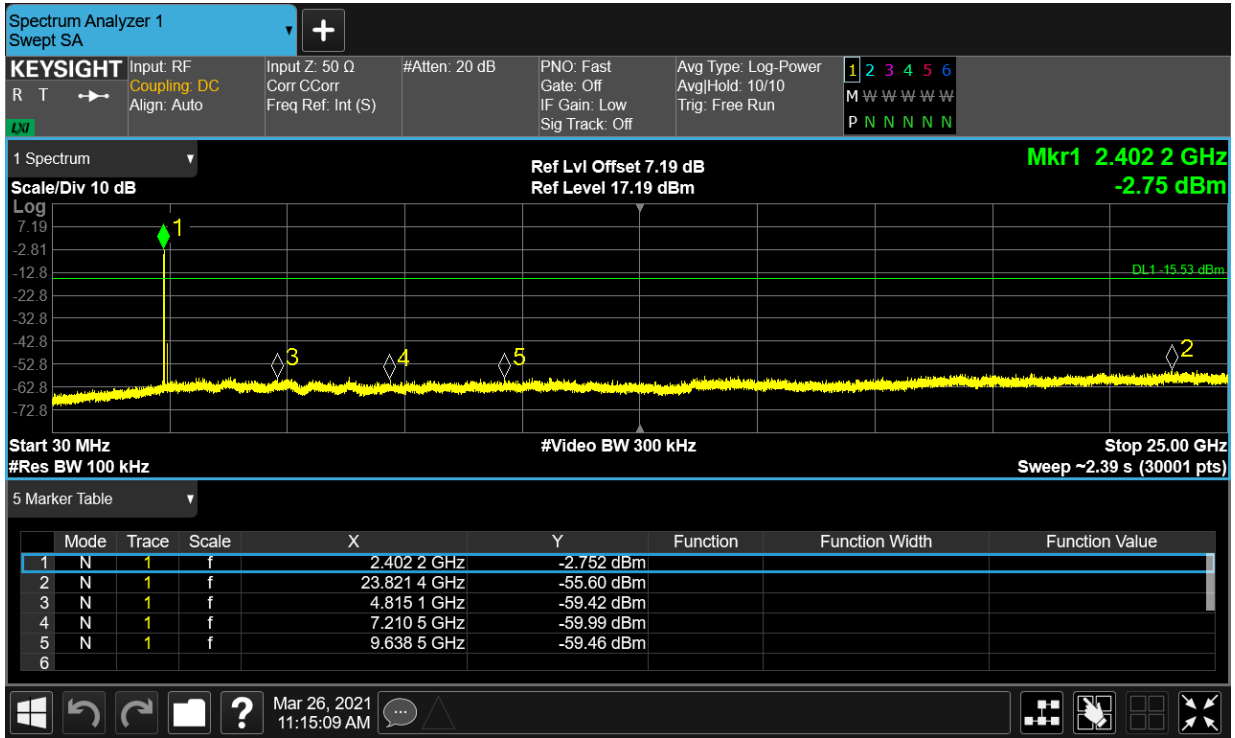 Spectrum Analyzer 1
Swept SA
KEYSIGHT
R T
LXI
Input: RF
Coupling: DC
Align: Auto
Input Z: 50 Ω
Corr CCorr
Freq Ref: Int (S)
#Atten: 20 dB
PNO: Fast
Gate: Off
IF Gain: Low
Sig Track: Off
Avg Type: Log-Power
Avg|Hold: 10/10
Trig: Free Run
1 2 3 4 5 6
M W W W W W
P N N N N N
1 Spectrum
Scale/Div 10 dB
Ref Lvl Offset 7.19 dB
Ref Level 17.19 dBm
Mkr1 2.402 2 GHz
-2.75 dBm
Log
7.19
-2.81
-12.8
-22.8
-32.8
-42.8
-52.8
-62.8
-72.8
1
DL1 -15.53 dBm
3
4
5
2
Start 30 MHz
#Video BW 300 kHz
Stop 25.00 GHz
#Res BW 100 kHz
Sweep ~2.39 s (30001 pts)
5 Marker Table
Mode Trace Scale X Y Function Function Width Function Value
1 N 1 f 2.402 2 GHz -2.752 dBm
2 N 1 f 23.821 4 GHz -55.60 dBm
3 N 1 f 4.815 1 GHz -59.42 dBm
4 N 1 f 7.210 5 GHz -59.99 dBm
5 N 1 f 9.638 5 GHz -59.46 dBm
6
?
Mar 26, 2021
11:15:09 AM